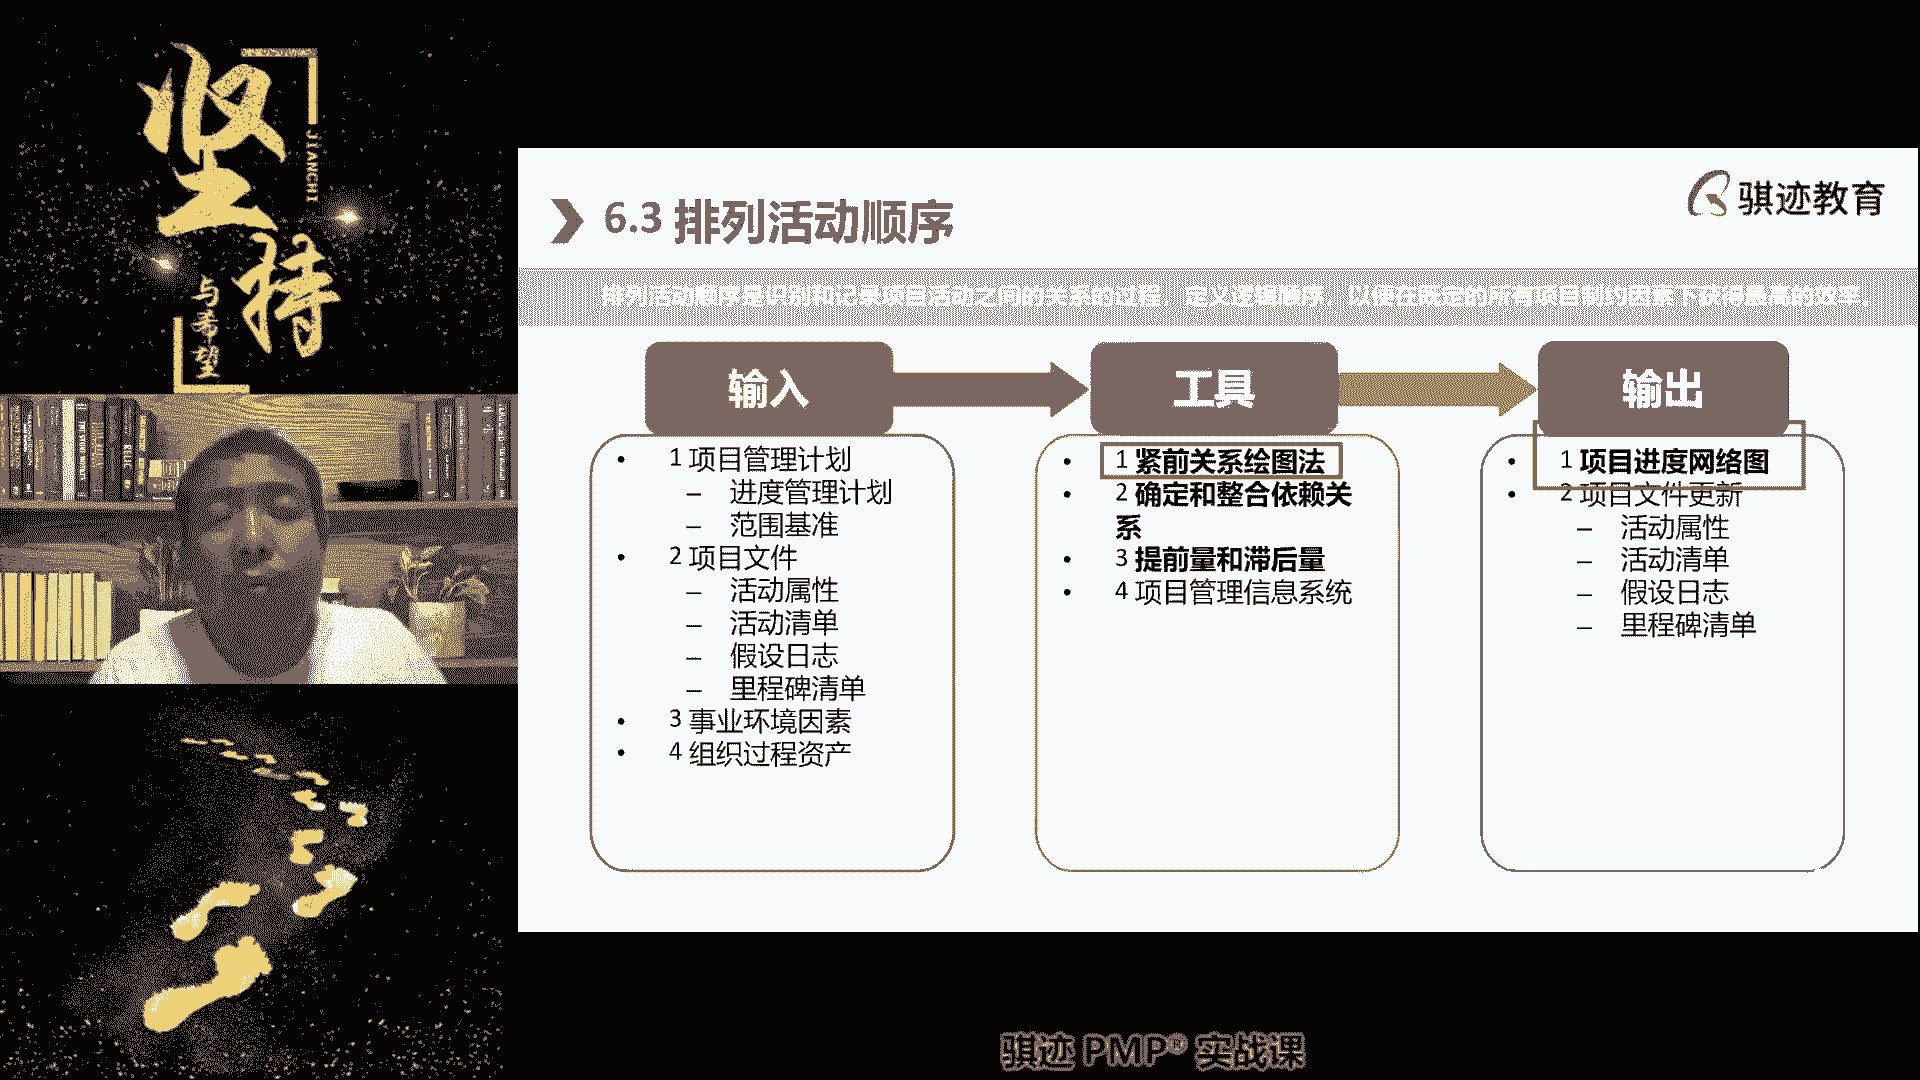 坚持
JIANCHI
与希望
6.3 排列活动顺序
骐迹教育
排列活动顺序是识别和记录项目活动之间的关系的过程，定义逻辑顺序，以便在既定的所有项目制约因素下获得最高的效率。
输入
1 项目管理计划
– 进度管理计划
– 范围基准
2 项目文件
– 活动属性
– 活动清单
– 假设日志
– 里程碑清单
3 事业环境因素
4 组织过程资产
工具
1 紧前关系绘图法
2 确定和整合依赖关
系
3 提前量和滞后量
4 项目管理信息系统
输出
1 项目进度网络图
2 项目文件更新
– 活动属性
– 活动清单
– 假设日志
– 里程碑清单
骐迹 PMP® 实战课